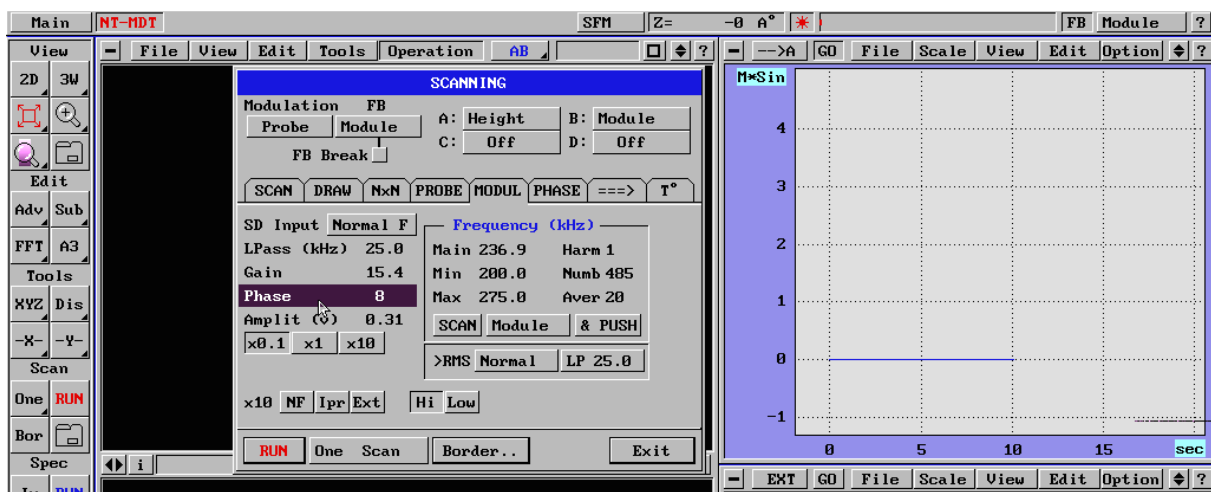 Main NT-MDT SFM Z= -0 A° FB Module ?
View - File View Edit Tools Operation AB ? - -->A GO File Scale View Edit Option ?
2D 3W
SCANNING
M*Sin
Modulation FB
Probe Module A: Height B: Module
C: Off D: Off
FB Break
4
Edit
SCAN DRAW NxN PROBE MODUL PHASE ===> T°
3
Adv Sub
SD Input Normal F Frequency (kHz)
FFT A3
LPass (kHz) 25.0 Main 236.9 Harm 1
2
Gain 15.4 Min 200.0 Numb 485
Tools
Phase 8 Max 275.0 Aver 20
1
XYZ Dis
Amplit (V) 0.31 SCAN Module & PUSH
-X- -Y-
x0.1 x1 x10
>RMS Normal LP 25.0
0
Scan
One RUN
x10 NF Ipr Ext Hi Low
-1
Bor
RUN One Scan Border.. Exit
0 5 10 15 sec
Spec
i
- EXT GO File Scale View Edit Option ?